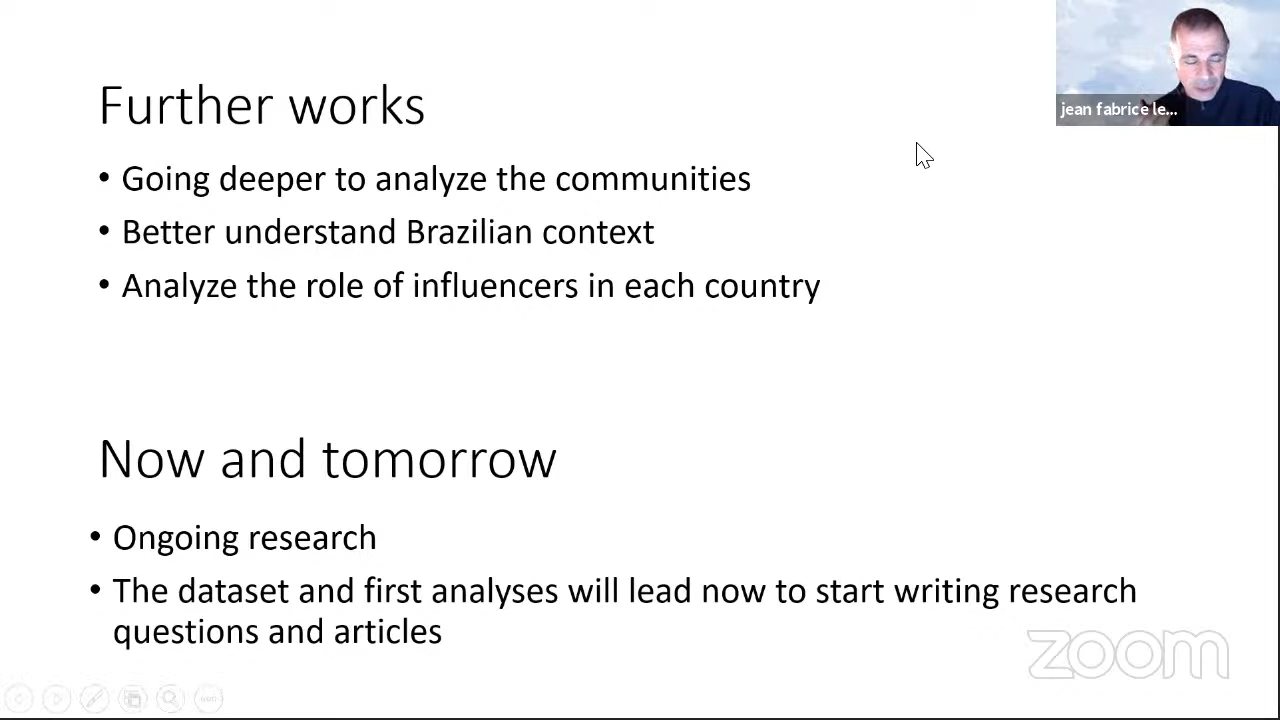 jean fabrice le...
Further works
• Going deeper to analyze the communities
• Better understand Brazilian context
• Analyze the role of influencers in each country
Now and tomorrow
• Ongoing research
• The dataset and first analyses will lead now to start writing research
questions and articles
zoom